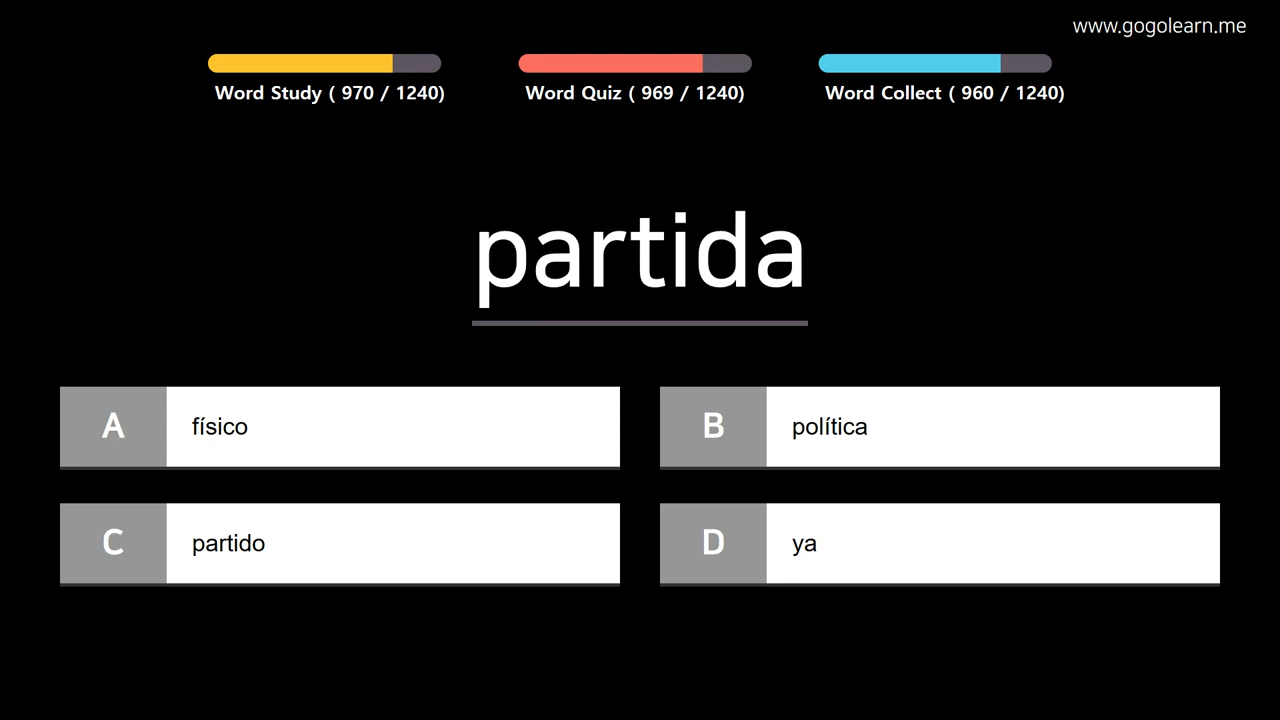 www.gogolearn.me
Word Study ( 970 / 1240)
Word Quiz ( 969 / 1240)
Word Collect ( 960 / 1240)
partida
A físico
B política
C partido
D ya